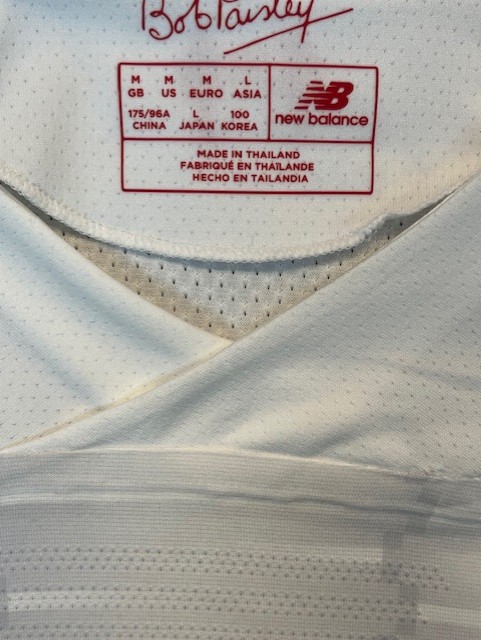 Bob Paisley
M M M L
GB US EURO ASIA
175/96A L 100
CHINA JAPAN KOREA
NB
new balance
MADE IN THAILAND
FABRIQUÉ EN THAÏLANDE
HECHO EN TAILANDIA